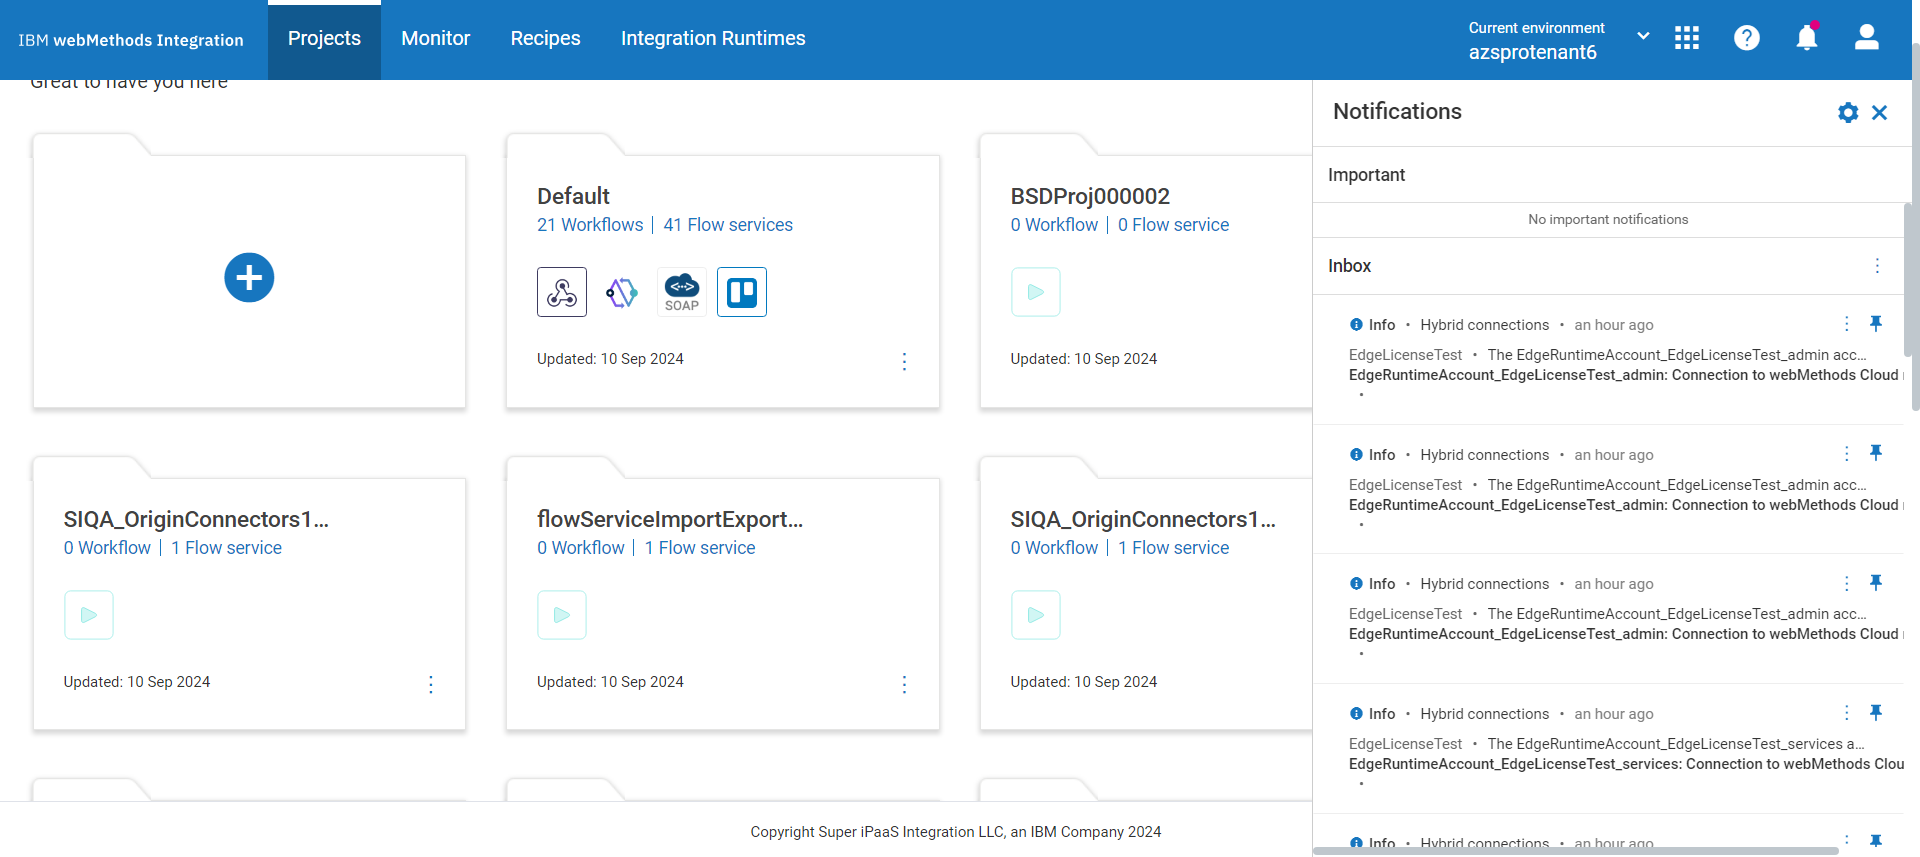 IBM webMethods Integration
Projects
Monitor
Recipes
Integration Runtimes
Current environment
azsprotenant6
Great to have you here
Default
21 Workflows | 41 Flow services
SOAP
Updated: 10 Sep 2024
BSDProj000002
0 Workflow | 0 Flow service
Updated: 10 Sep 2024
SIQA_OriginConnectors1...
0 Workflow | 1 Flow service
Updated: 10 Sep 2024
flowServiceImportExport...
0 Workflow | 1 Flow service
Updated: 10 Sep 2024
SIQA_OriginConnectors1...
0 Workflow | 1 Flow service
Updated: 10 Sep 2024
Notifications
Important
No important notifications
Inbox
Info • Hybrid connections • an hour ago
EdgeLicenseTest • The EdgeRuntimeAccount_EdgeLicenseTest_admin acc...
EdgeRuntimeAccount_EdgeLicenseTest_admin: Connection to webMethods Cloud
•
Info • Hybrid connections • an hour ago
EdgeLicenseTest • The EdgeRuntimeAccount_EdgeLicenseTest_admin acc...
EdgeRuntimeAccount_EdgeLicenseTest_admin: Connection to webMethods Cloud
•
Info • Hybrid connections • an hour ago
EdgeLicenseTest • The EdgeRuntimeAccount_EdgeLicenseTest_admin acc...
EdgeRuntimeAccount_EdgeLicenseTest_admin: Connection to webMethods Cloud
•
Info • Hybrid connections • an hour ago
EdgeLicenseTest • The EdgeRuntimeAccount_EdgeLicenseTest_services a...
EdgeRuntimeAccount_EdgeLicenseTest_services: Connection to webMethods Clou
•
Info • Hybrid connections • an hour ago
Copyright Super iPaaS Integration LLC, an IBM Company 2024